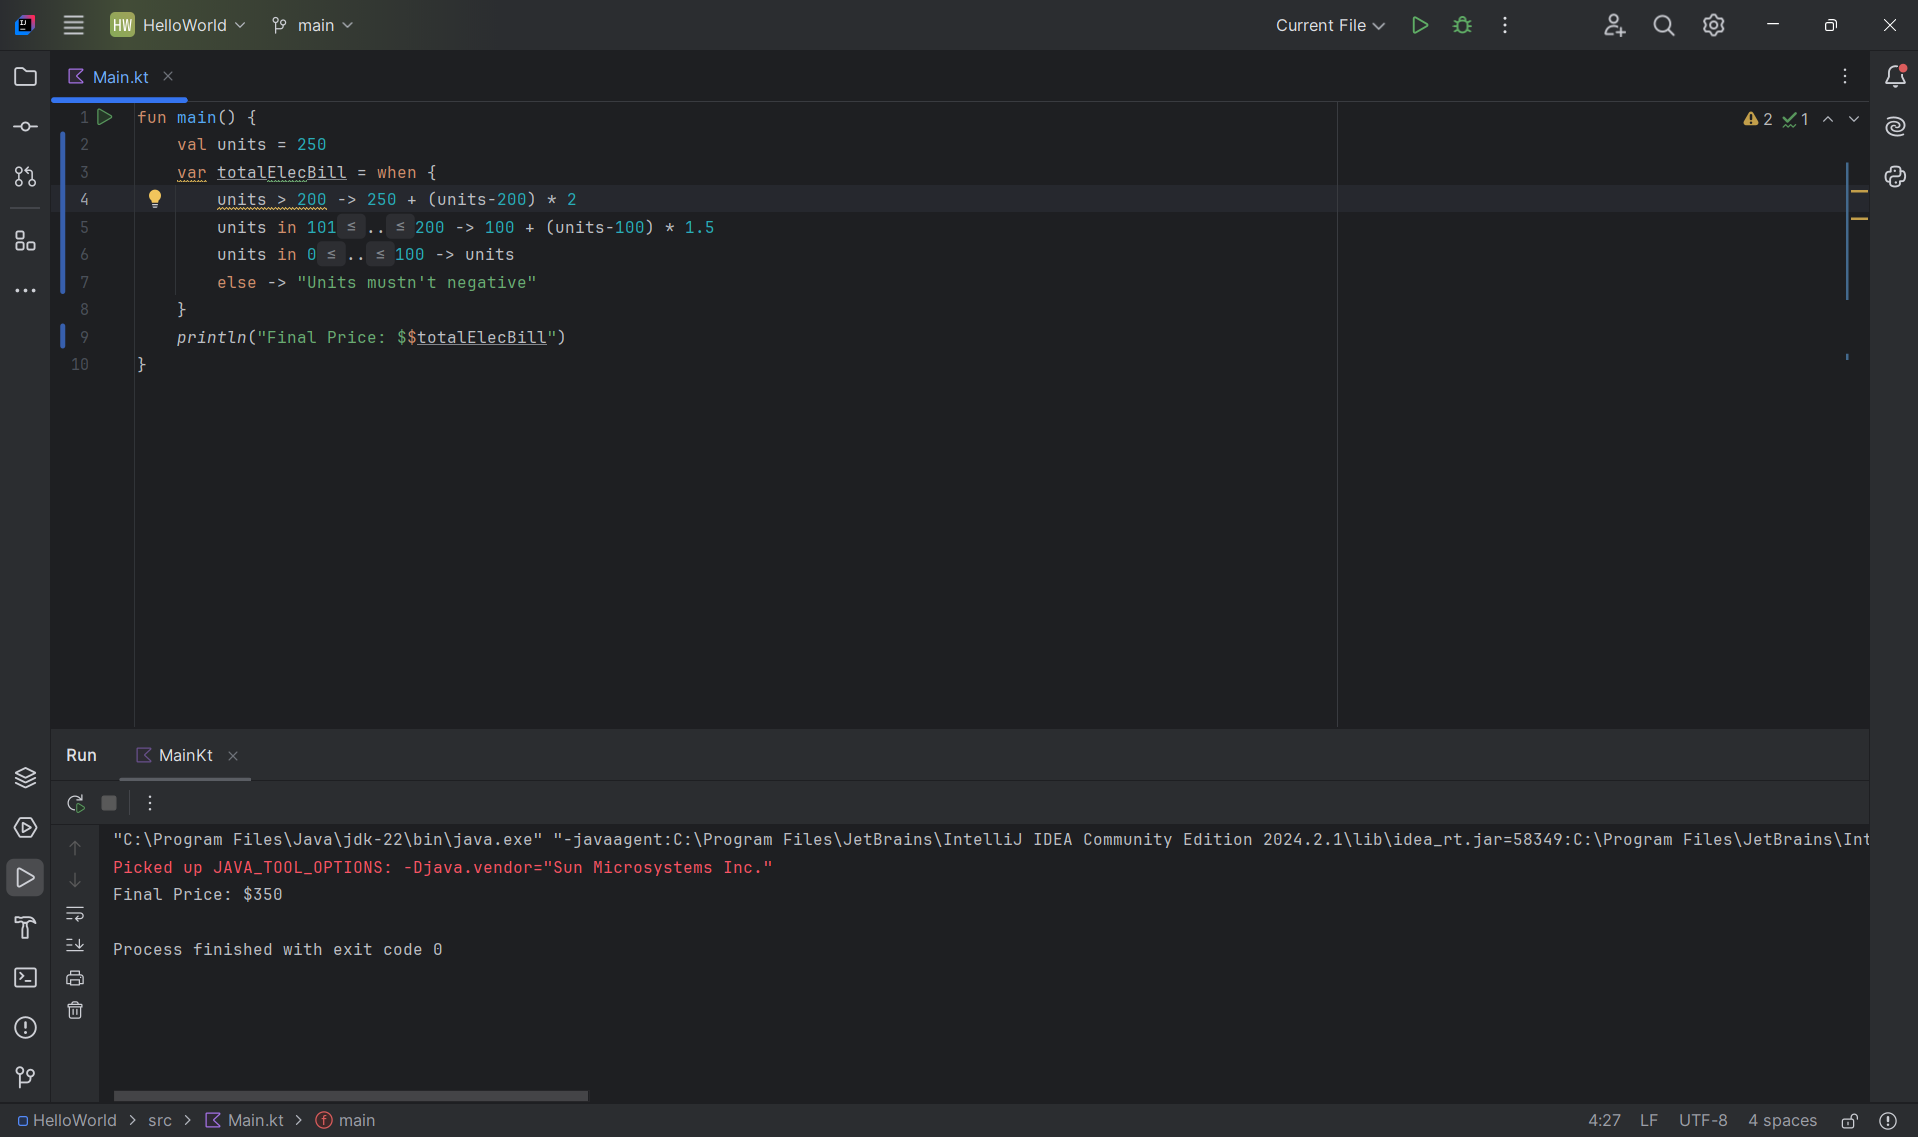 HW HelloWorld main Current File
Main.kt
1 fun main() { 2 1
2 val units = 250
3 var totalElecBill = when {
4 units > 200 -> 250 + (units-200) * 2
5 units in 101 ≤ .. ≤ 200 -> 100 + (units-100) * 1.5
6 units in 0 ≤ .. ≤ 100 -> units
7 else -> "Units mustn't negative"
8 }
9 println("Final Price: $$totalElecBill")
10 }
Run MainKt
"C:\Program Files\Java\jdk-22\bin\java.exe" "-javaagent:C:\Program Files\JetBrains\IntelliJ IDEA Community Edition 2024.2.1\lib\idea_rt.jar=58349:C:\Program Files\JetBrains\Int
Picked up JAVA_TOOL_OPTIONS: -Djava.vendor="Sun Microsystems Inc."
Final Price: $350
Process finished with exit code 0
HelloWorld > src > Main.kt > main 4:27 LF UTF-8 4 spaces